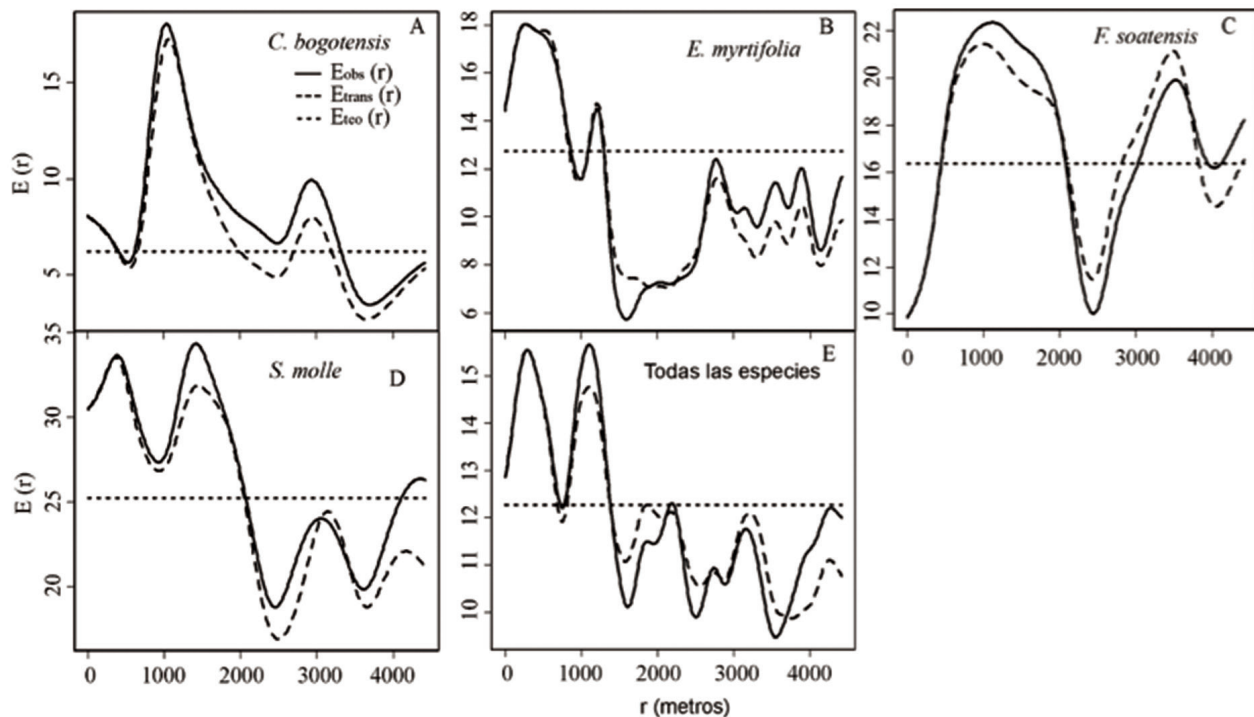 A
C. bogotensis
Eobs (r)
Etrans (r)
Eteo (r)
E (r)
15
10
5
B
E. myrtifolia
18
16
14
12
10
8
6
C
F. soatensis
22
20
18
16
14
12
10
0 1000 2000 3000 4000
D
S. molle
E (r)
35
30
25
20
0 1000 2000 3000 4000
E
Todas las especies
15
14
13
12
11
10
0 1000 2000 3000 4000
r (metros)